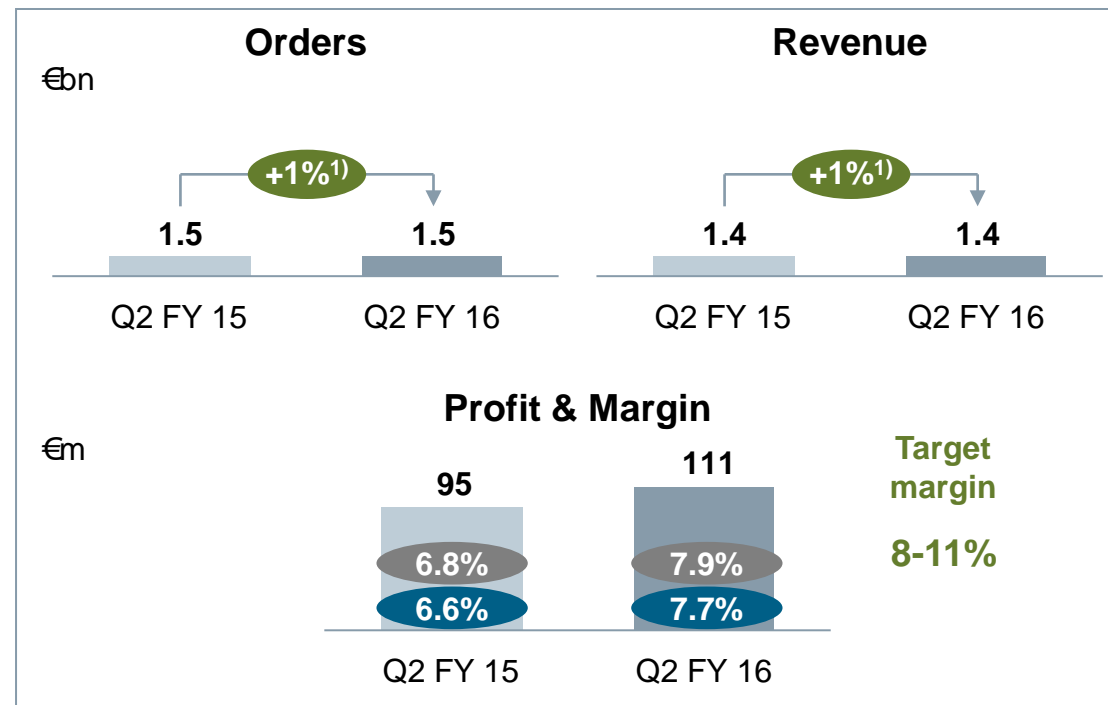 Orders
€bn
+1%1)
1.5
1.5
Q2 FY 15
Q2 FY 16
Revenue
+1%1)
1.4
1.4
Q2 FY 15
Q2 FY 16
Profit & Margin
€m
95
111
6.8%
7.9%
6.6%
7.7%
Q2 FY 15
Q2 FY 16
Target
margin
8-11%